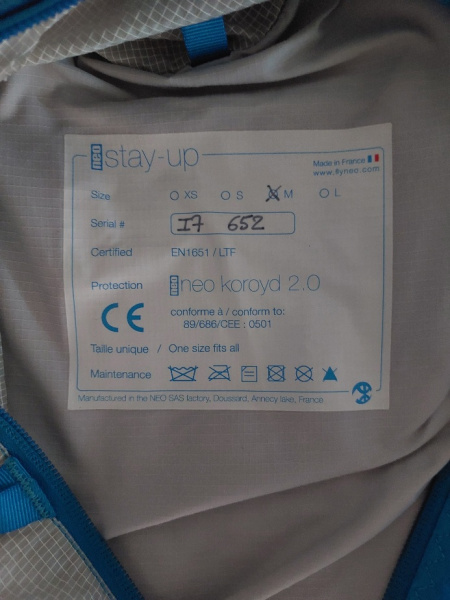 neo stay-up
Made in France
www.flyneo.com
Size XS S M L
Serial # I7 652
Certified EN1651 / LTF
Protection neo neo koroyd 2.0
CE conforme à / conform to:
89/686/CEE : 0501
Taille unique / One size fits all
Maintenance
Manufactured in the NEO SAS factory, Doussard, Annecy lake, France